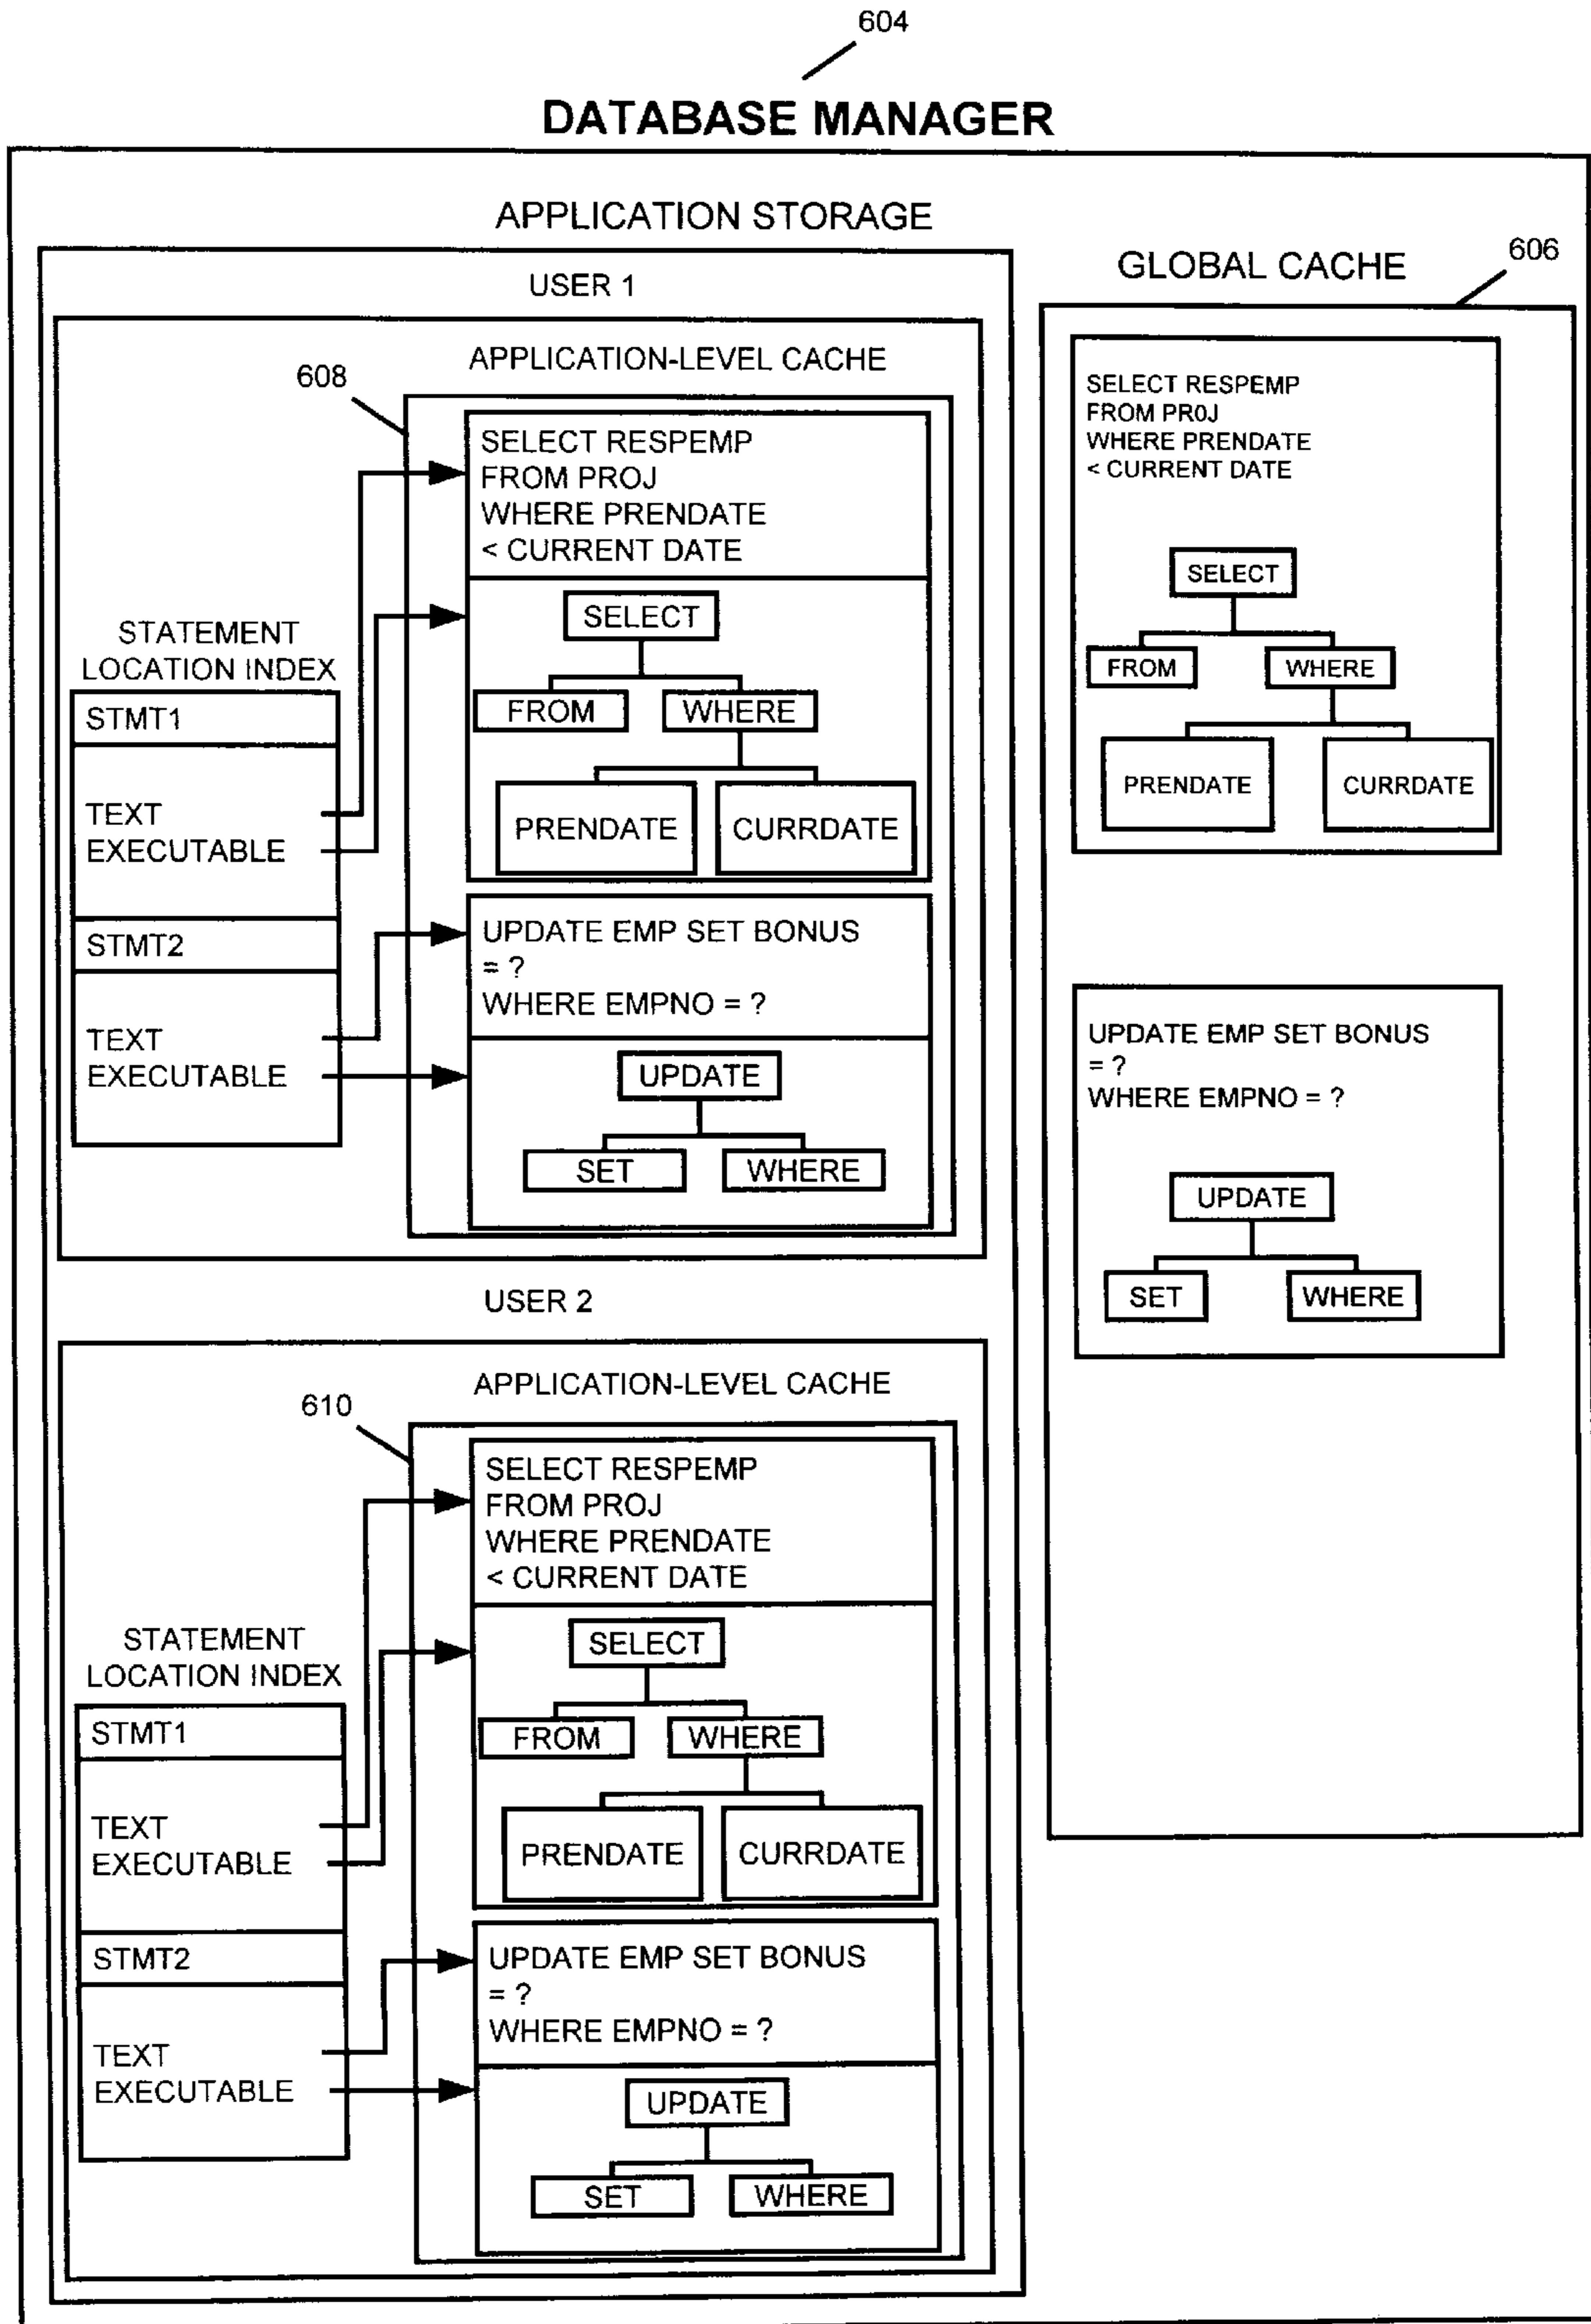 604
DATABASE MANAGER
APPLICATION STORAGE
USER 1
APPLICATION-LEVEL CACHE
608
SELECT RESPEMP
FROM PROJ
WHERE PRENDATE
< CURRENT DATE
SELECT
FROM WHERE
PRENDATE CURRDATE
STATEMENT
LOCATION INDEX
STMT1
TEXT
EXECUTABLE
STMT2
TEXT
EXECUTABLE
UPDATE EMP SET BONUS
= ?
WHERE EMPNO = ?
UPDATE
SET WHERE
USER 2
APPLICATION-LEVEL CACHE
610
SELECT RESPEMP
FROM PROJ
WHERE PRENDATE
< CURRENT DATE
SELECT
FROM WHERE
PRENDATE CURRDATE
STATEMENT
LOCATION INDEX
STMT1
TEXT
EXECUTABLE
STMT2
TEXT
EXECUTABLE
UPDATE EMP SET BONUS
= ?
WHERE EMPNO = ?
UPDATE
SET WHERE
GLOBAL CACHE
606
SELECT RESPEMP
FROM PR0J
WHERE PRENDATE
< CURRENT DATE
SELECT
FROM WHERE
PRENDATE CURRDATE
UPDATE EMP SET BONUS
= ?
WHERE EMPNO = ?
UPDATE
SET WHERE